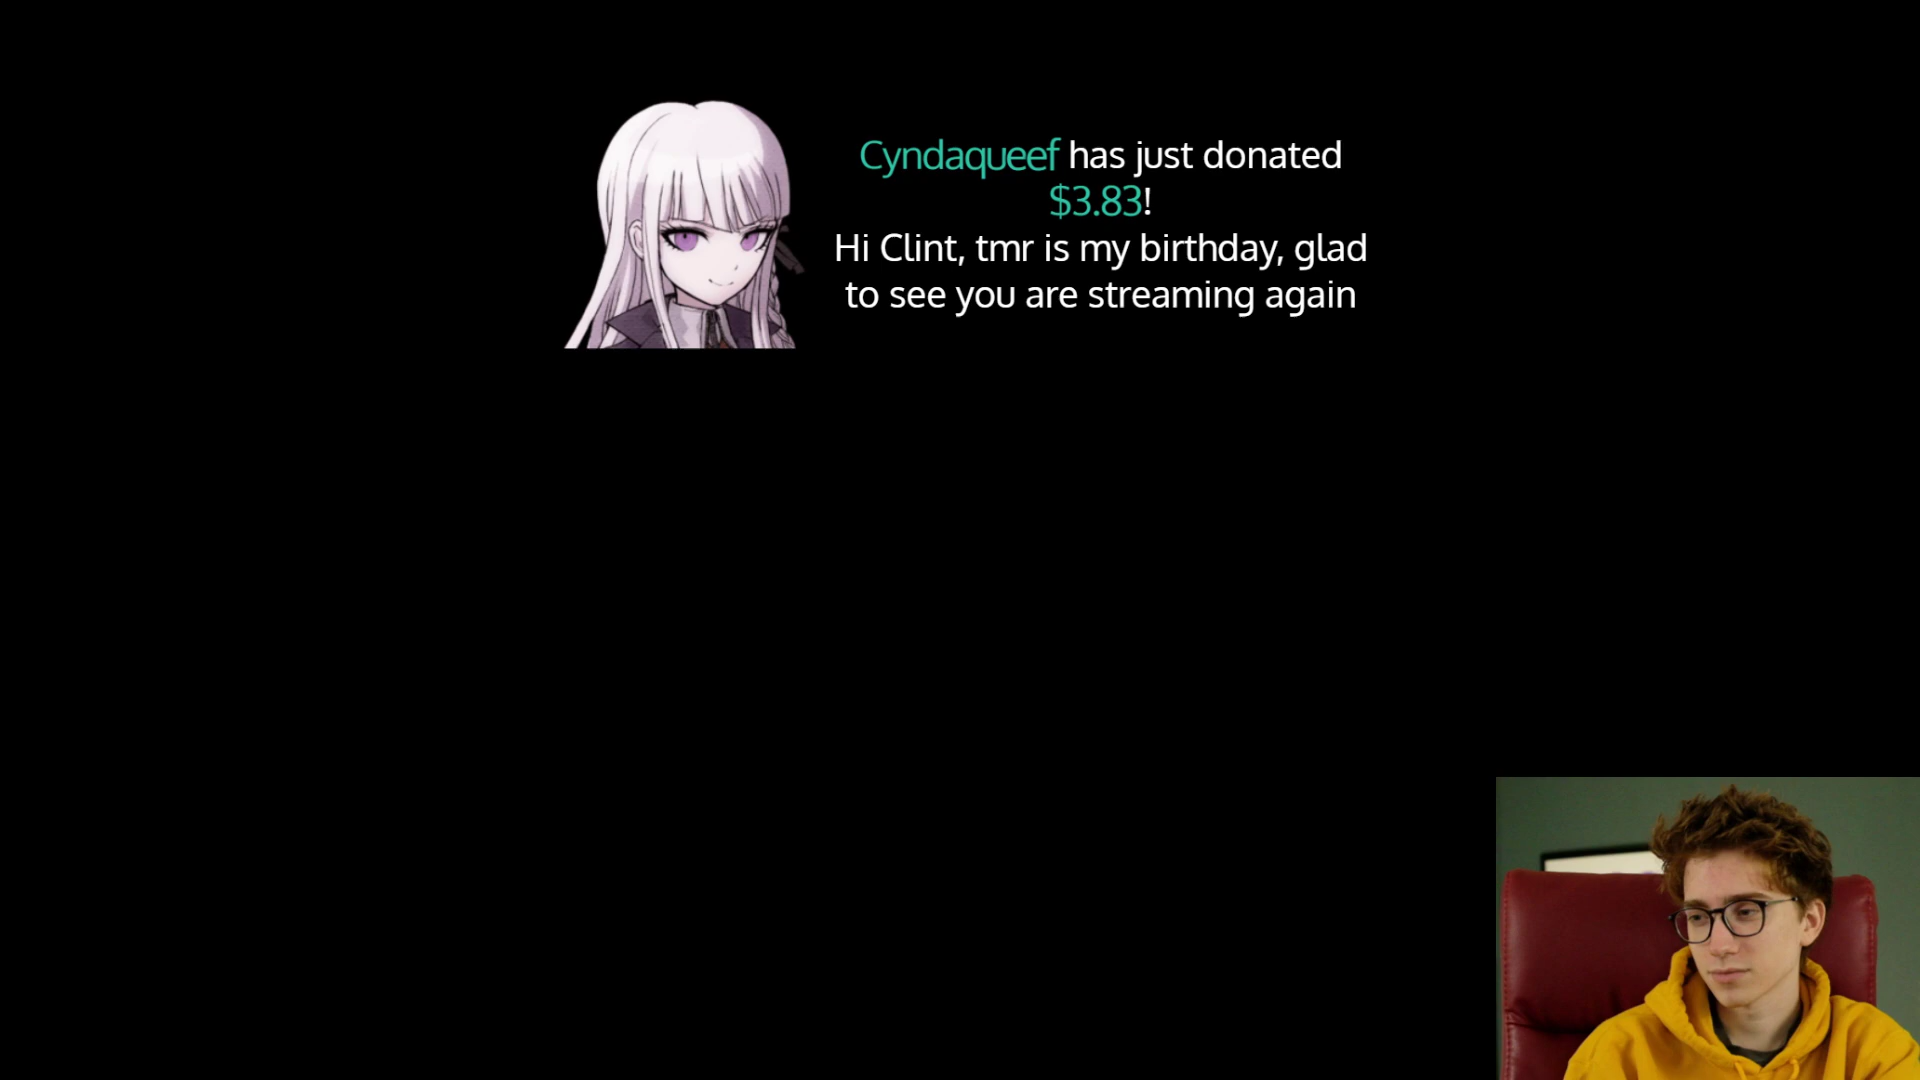 Cyndaqueef has just donated
$3.83!
Hi Clint, tmr is my birthday, glad
to see you are streaming again